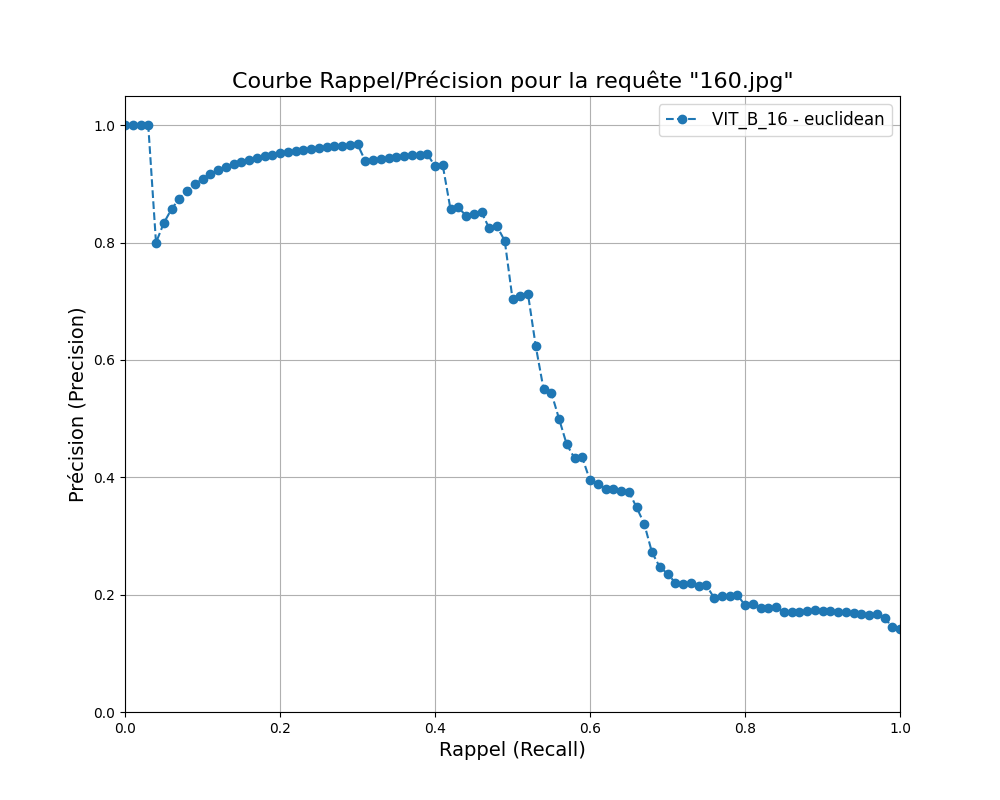 Courbe Rappel/Précision pour la requête "160.jpg"
VIT_B_16 - euclidean
Précision (Precision)
1.0
0.8
0.6
0.4
0.2
0.0
0.0 0.2 0.4 0.6 0.8 1.0
Rappel (Recall)